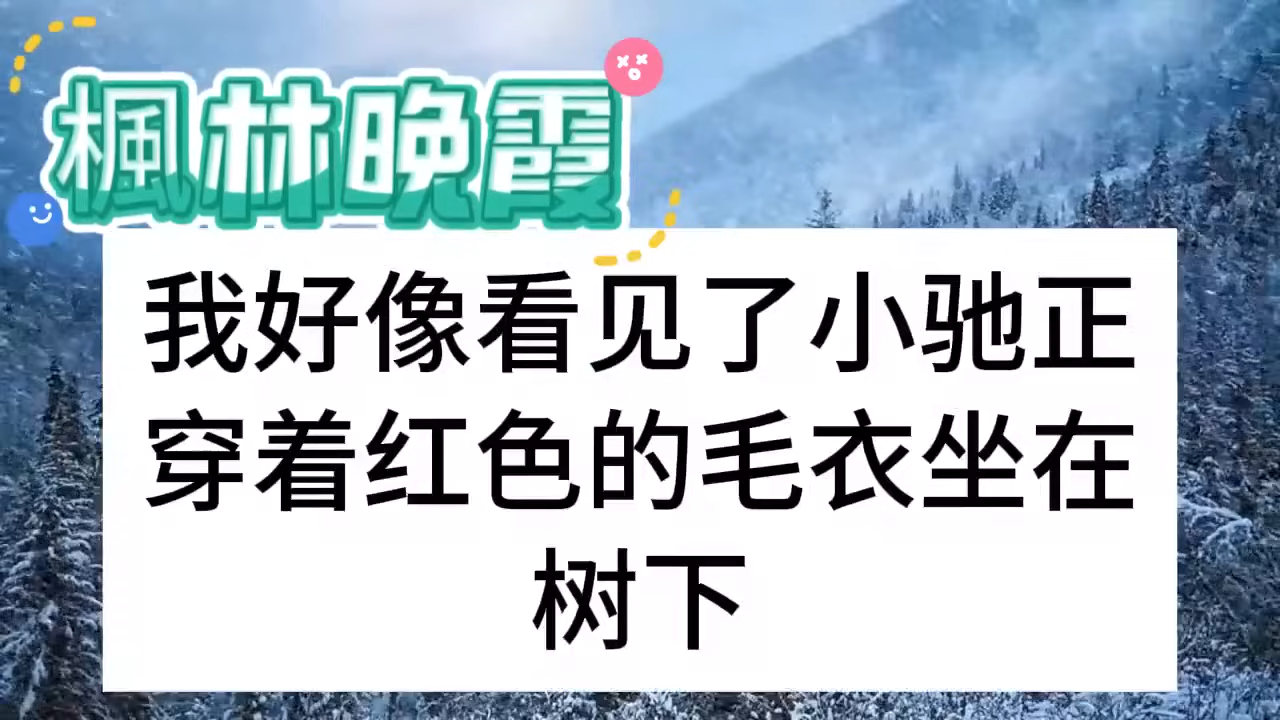 楓林晚霞
我好像看见了小驰正
穿着红色的毛衣坐在
树下